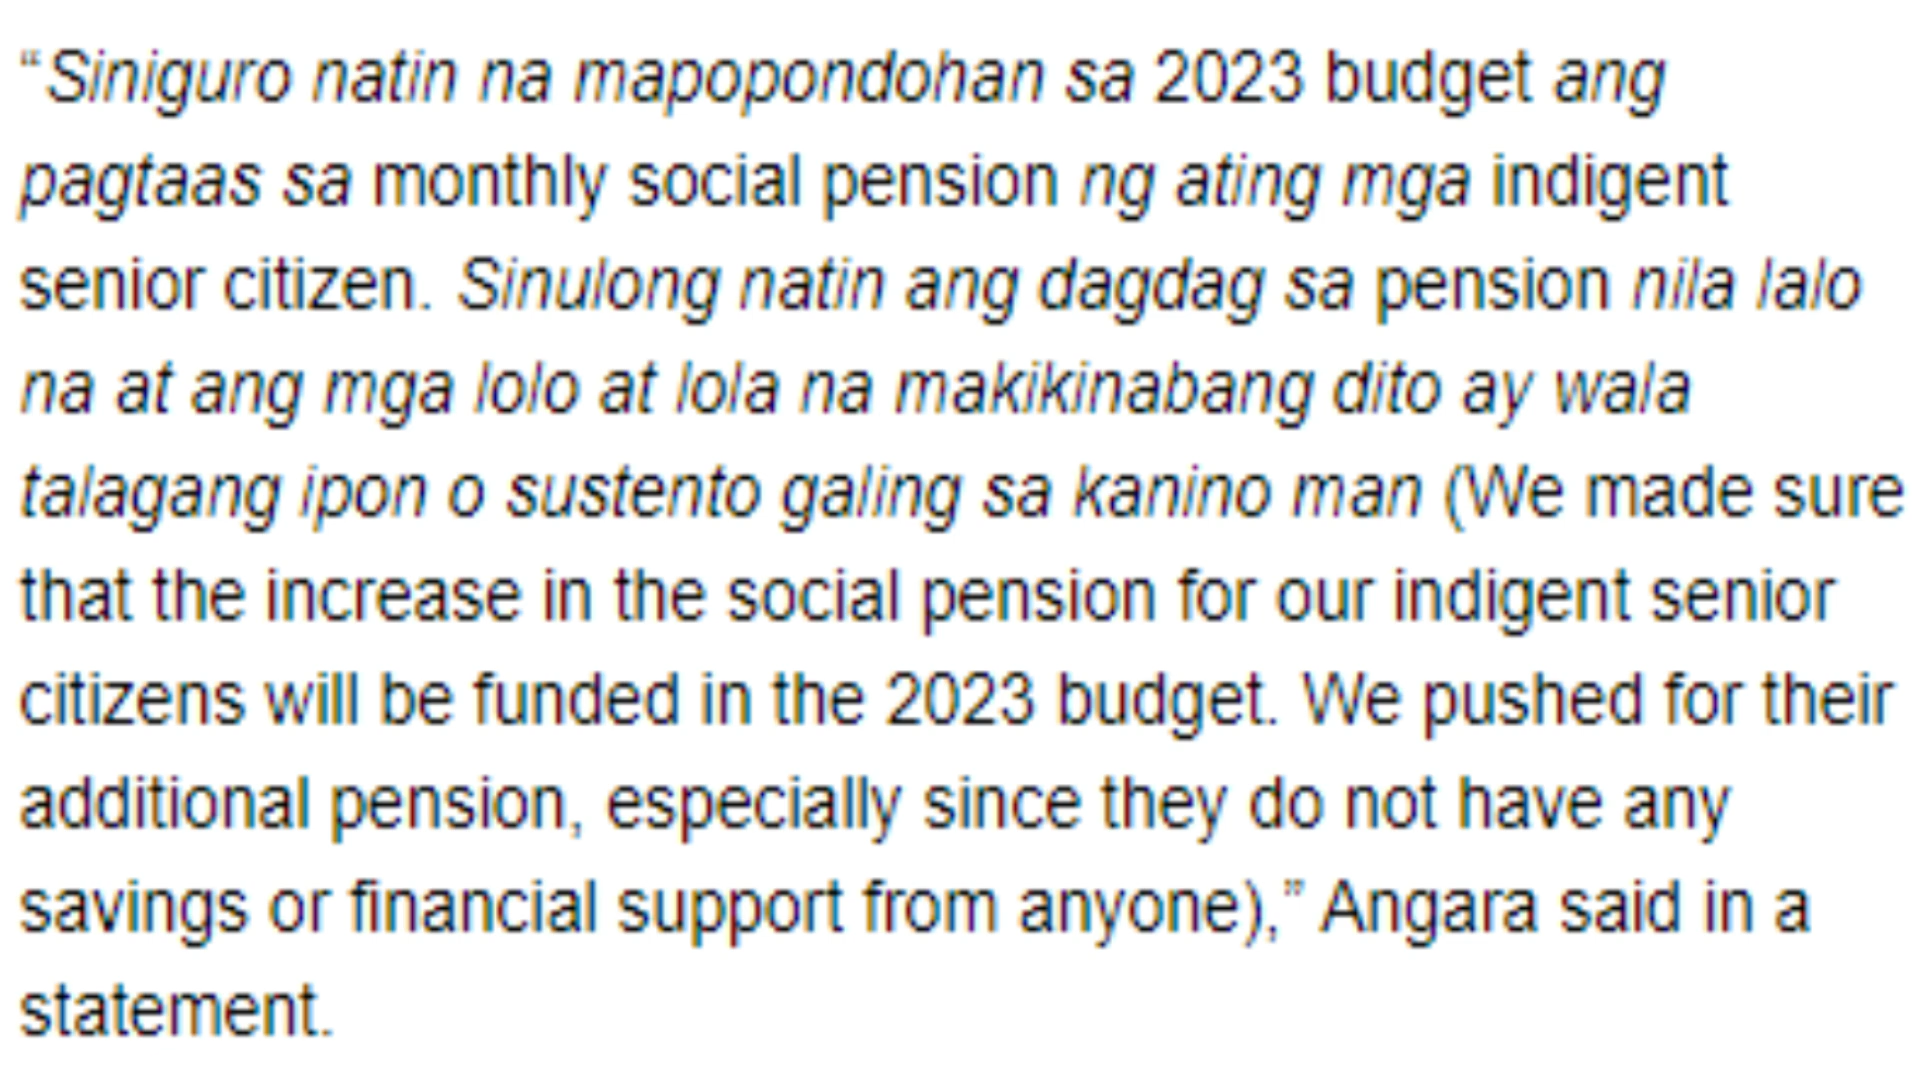 “Siniguro natin na mapopondohan sa 2023 budget ang
pagtaas sa monthly social pension ng ating mga indigent
senior citizen. Sinulong natin ang dagdag sa pension nila lalo
na at ang mga lolo at lola na makikinabang dito ay wala
talagang ipon o sustento galing sa kanino man (We made sure
that the increase in the social pension for our indigent senior
citizens will be funded in the 2023 budget. We pushed for their
additional pension, especially since they do not have any
savings or financial support from anyone),” Angara said in a
statement.